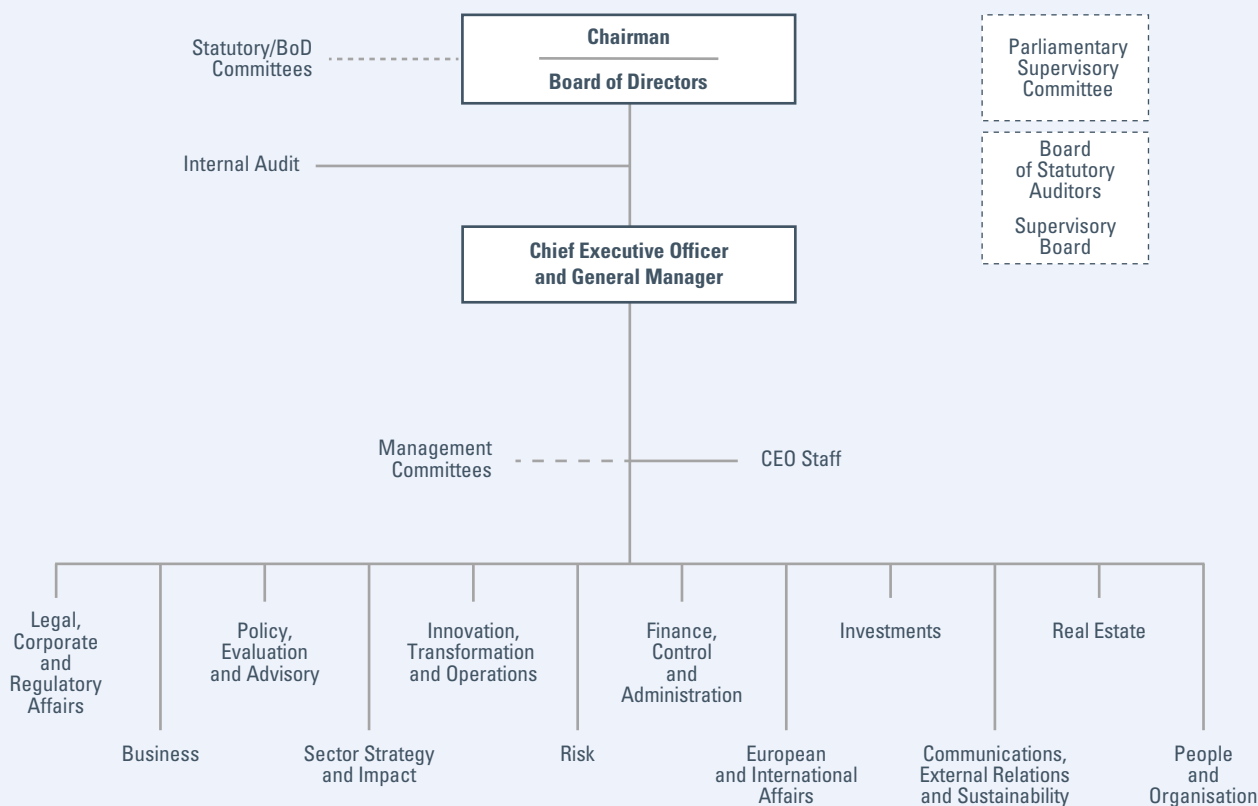 Chairman
Board of Directors
Statutory/BoD
Committees
Parliamentary
Supervisory
Committee
Board
of Statutory
Auditors
Supervisory
Board
Internal Audit
Chief Executive Officer
and General Manager
Management
Committees
CEO Staff
Legal,
Corporate
and
Regulatory
Affairs
Business
Policy,
Evaluation
and Advisory
Sector Strategy
and Impact
Innovation,
Transformation
and Operations
Risk
Finance,
Control
and
Administration
European
and International
Affairs
Investments
Communications,
External Relations
and Sustainability
Real Estate
People
and
Organisation